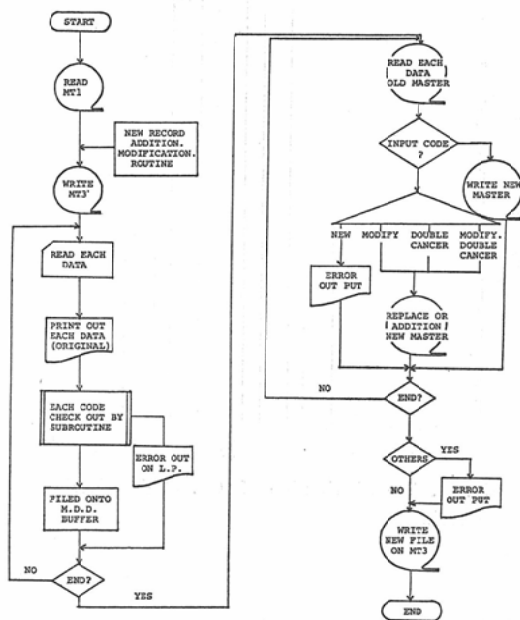 START
READ
MT1
NEW RECORD
ADDITION.
MODIFICATION.
ROUTINE
WRITE
MT3'
READ EACH
DATA
PRINT OUT
EACH DATA
(ORIGINAL)
EACH CODE
CHECK OUT BY
SUBROUTINE
ERROR OUT
ON L.P.
FILED ONTO
M.D.D.
BUFFER
NO
END?
YES
READ EACH
DATA
OLD MASTER
INPUT CODE
?
WRITE NEW
MASTER
NEW
MODIFY
DOUBLE
CANCER
MODIFY.
DOUBLE
CANCER
ERROR
OUT PUT
REPLACE OR
ADDITION
NEW MASTER
NO
END?
YES
OTHERS
NO
ERROR
OUT PUT
WRITE
NEW FILE
ON MT3
END